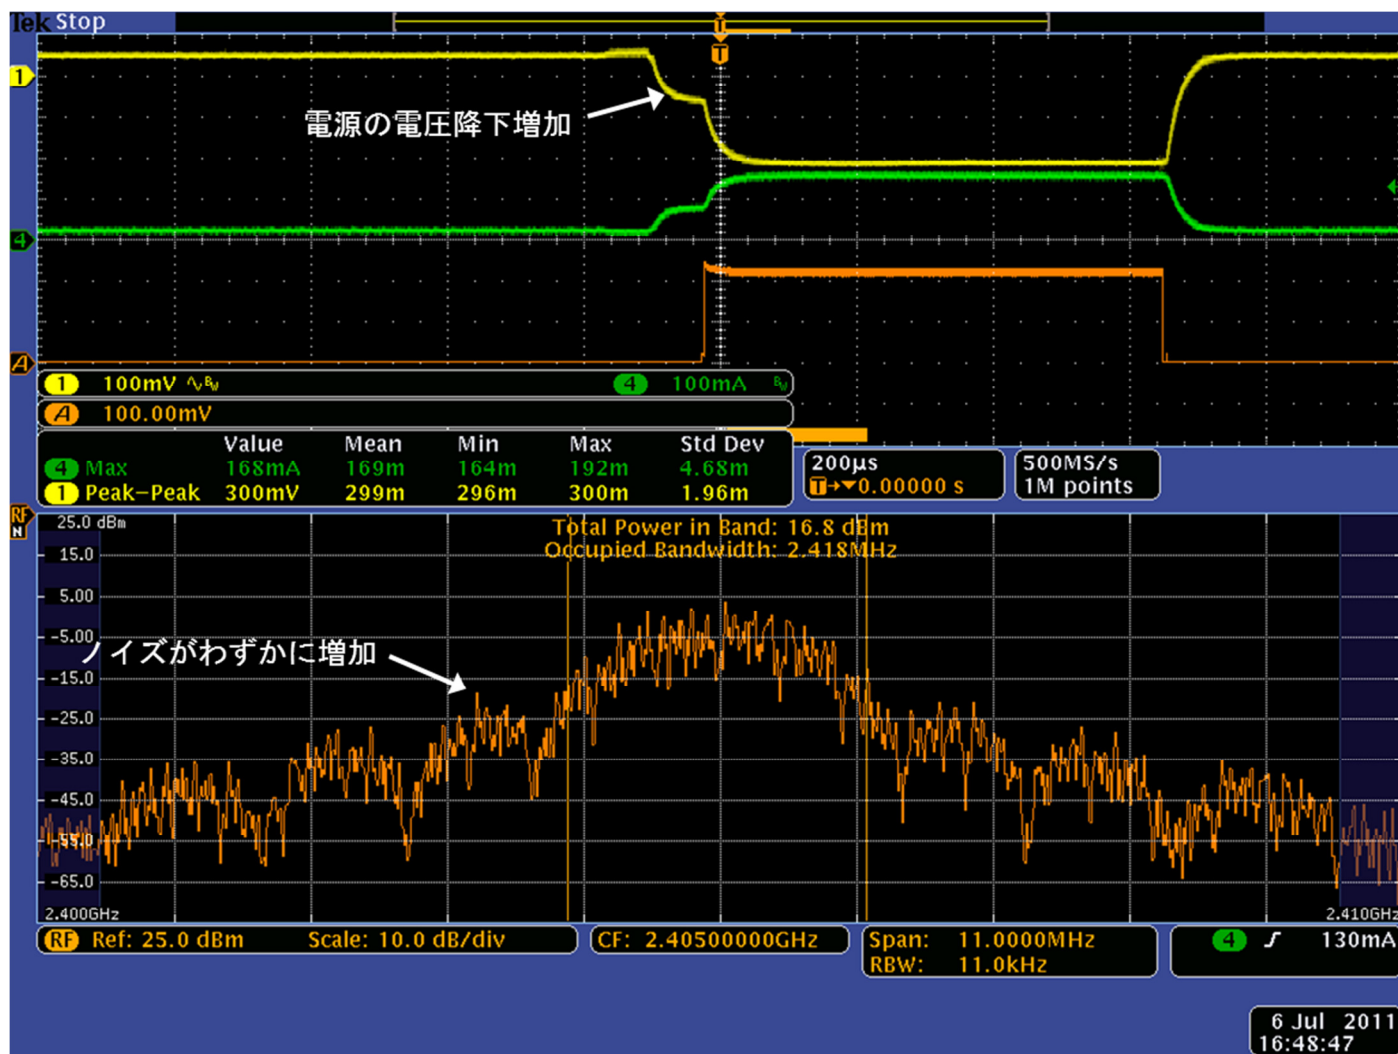 Tek Stop
T
T
1
電源の電圧降下増加
4
A
1 100mV 4 100mA
A 100.00mV
Value Mean Min Max Std Dev
4 Max 168mA 169m 164m 192m 4.68m
1 Peak-Peak 300mV 299m 296m 300m 1.96m
200μs
T→▼0.00000 s
500MS/s
1M points
RF
N
25.0 dBm
Total Power in Band: 16.8 dBm
Occupied Bandwidth: 2.418MHz
15.0
5.00
-5.00
ノイズがわずかに増加
-15.0
-25.0
-35.0
-45.0
-55.0
-65.0
2.400GHz
2.410GHz
RF Ref: 25.0 dBm Scale: 10.0 dB/div
CF: 2.40500000GHz
Span: 11.0000MHz
RBW: 11.0kHz
4 130mA
6 Jul 2011
16:48:47